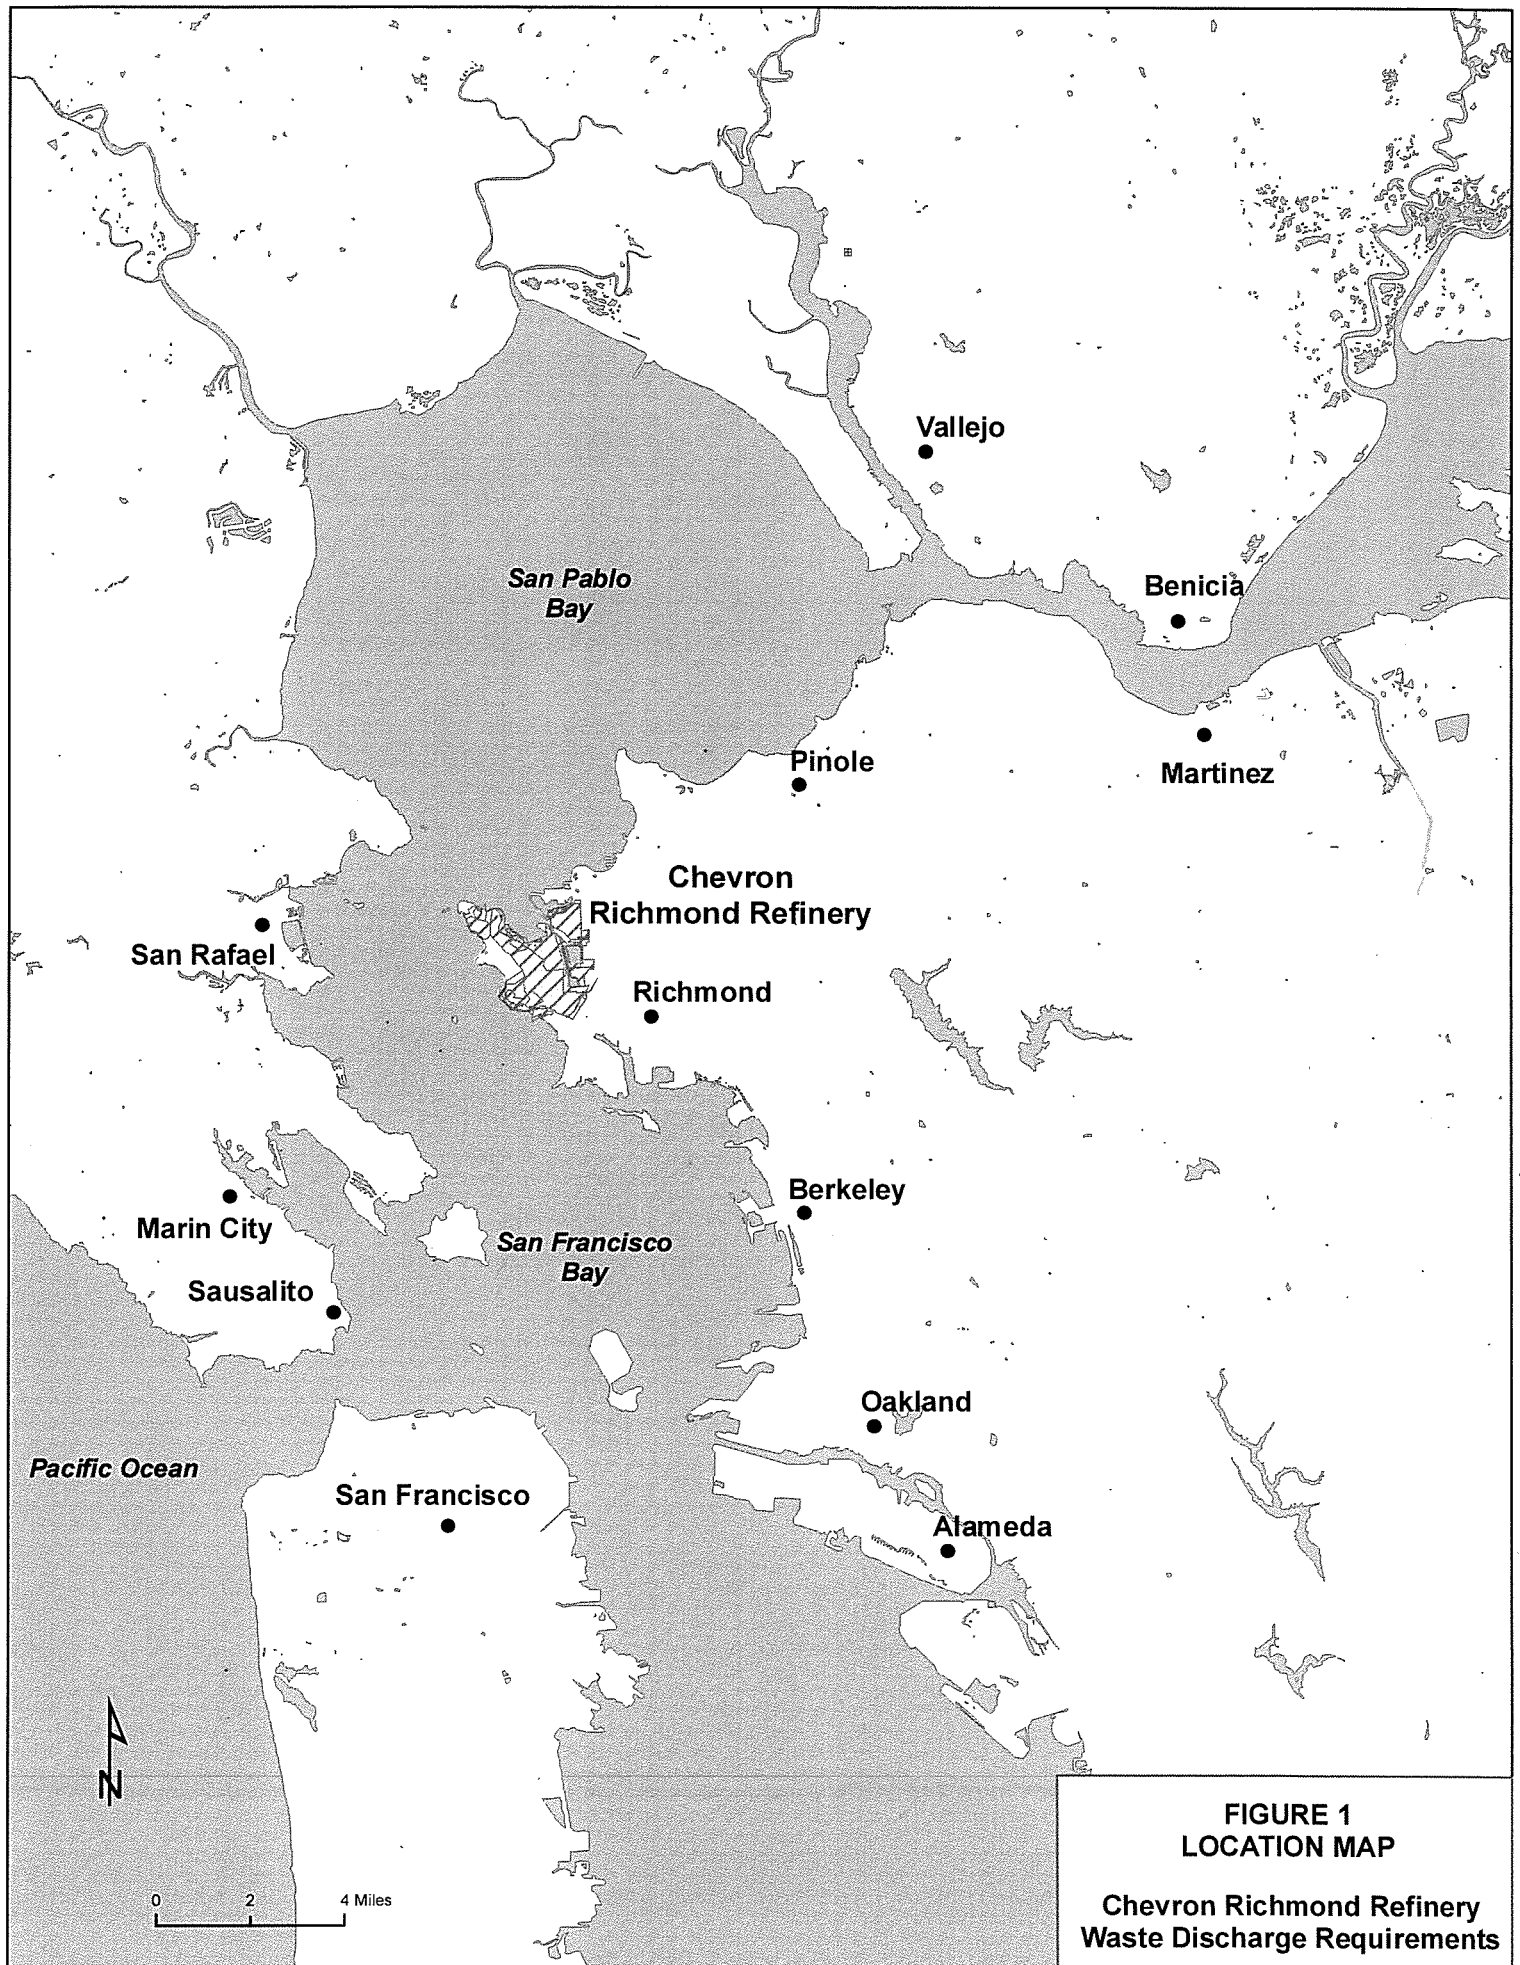 Vallejo
San Pablo
Bay
Benicia
Pinole
Martinez
Chevron
Richmond Refinery
San Rafael
Richmond
Berkeley
Marin City
San Francisco
Bay
Sausalito
Oakland
Pacific Ocean
San Francisco
Alameda
N
0 2 4 Miles
FIGURE 1
LOCATION MAP
Chevron Richmond Refinery
Waste Discharge Requirements